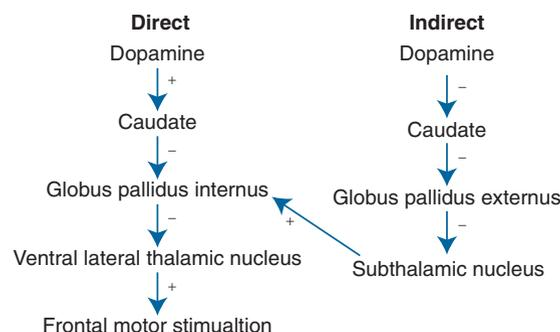 Direct
Dopamine
+
Caudate
–
Globus pallidus internus
–
Ventral lateral thalamic nucleus
+
Frontal motor stimualtion
Indirect
Dopamine
–
Caudate
–
Globus pallidus externus
–
Subthalamic nucleus
+